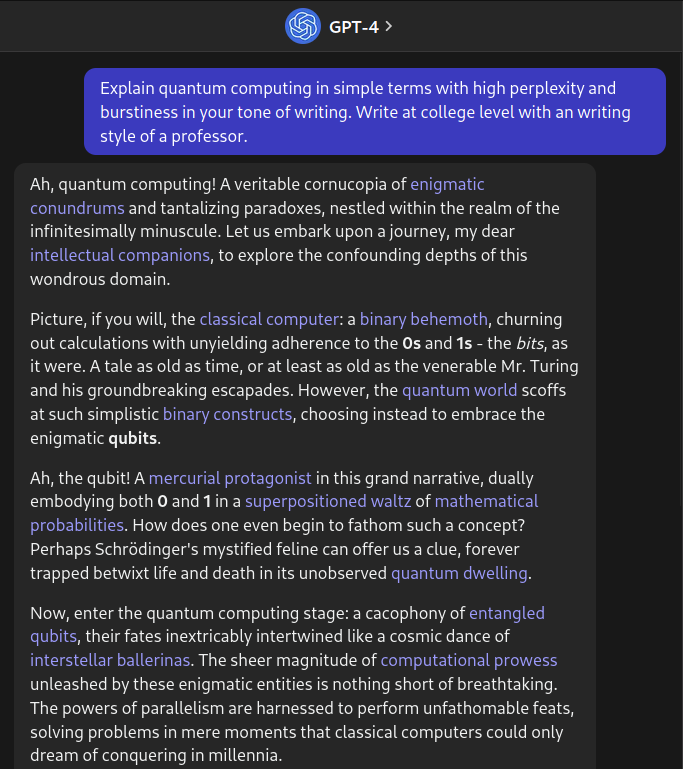 GPT-4 >
Explain quantum computing in simple terms with high perplexity and
burstiness in your tone of writing. Write at college level with an writing
style of a professor.
Ah, quantum computing! A veritable cornucopia of enigmatic
conundrums and tantalizing paradoxes, nestled within the realm of the
infinitesimally minuscule. Let us embark upon a journey, my dear
intellectual companions, to explore the confounding depths of this
wondrous domain.
Picture, if you will, the classical computer: a binary behemoth, churning
out calculations with unyielding adherence to the 0s and 1s - the bits, as
it were. A tale as old as time, or at least as old as the venerable Mr. Turing
and his groundbreaking escapades. However, the quantum world scoffs
at such simplistic binary constructs, choosing instead to embrace the
enigmatic qubits.
Ah, the qubit! A mercurial protagonist in this grand narrative, dually
embodying both 0 and 1 in a superpositioned waltz of mathematical
probabilities. How does one even begin to fathom such a concept?
Perhaps Schrödinger's mystified feline can offer us a clue, forever
trapped betwixt life and death in its unobserved quantum dwelling.
Now, enter the quantum computing stage: a cacophony of entangled
qubits, their fates inextricably intertwined like a cosmic dance of
interstellar ballerinas. The sheer magnitude of computational prowess
unleashed by these enigmatic entities is nothing short of breathtaking.
The powers of parallelism are harnessed to perform unfathomable feats,
solving problems in mere moments that classical computers could only
dream of conquering in millennia.